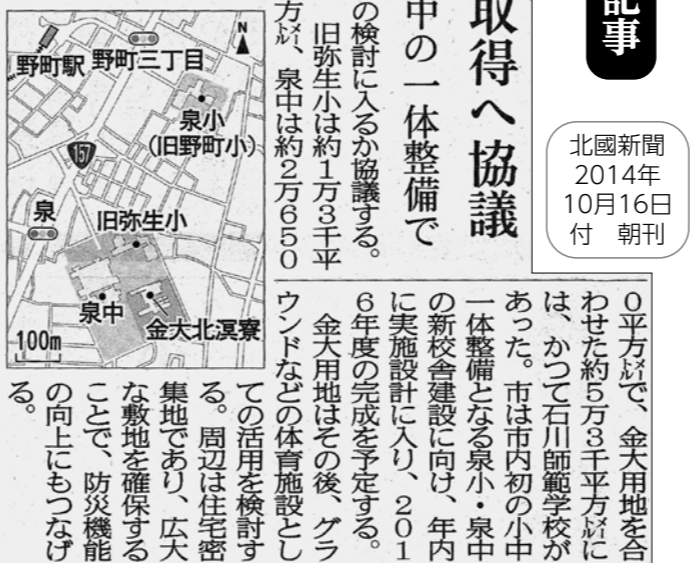 記事
北國新聞
2014年
10月16日
付　朝刊
取得へ協議
中の一体整備で
の検討に入るか協議する。
旧弥生小は約１万３千平
方㍍、泉中は約２万６５０
０平方㍍で、金大用地を合
わせた約５万３千平方㍍に
は、かつて石川師範学校が
あった。市は市内初の小中
一体整備となる泉小・泉中
の新校舎建設に向け、年内
に実施設計に入り、２０１
６年度の完成を予定する。
金大用地はその後、グラ
ウンドなどの体育施設とし
ての活用を検討す
る。周辺は住宅密
集地であり、広大
な敷地を確保する
ことで、防災機能
の向上にもつなげ
る。
N
野町駅
野町三丁目
泉小
(旧野町小)
157
泉
旧弥生小
泉中
金大北溟寮
100m